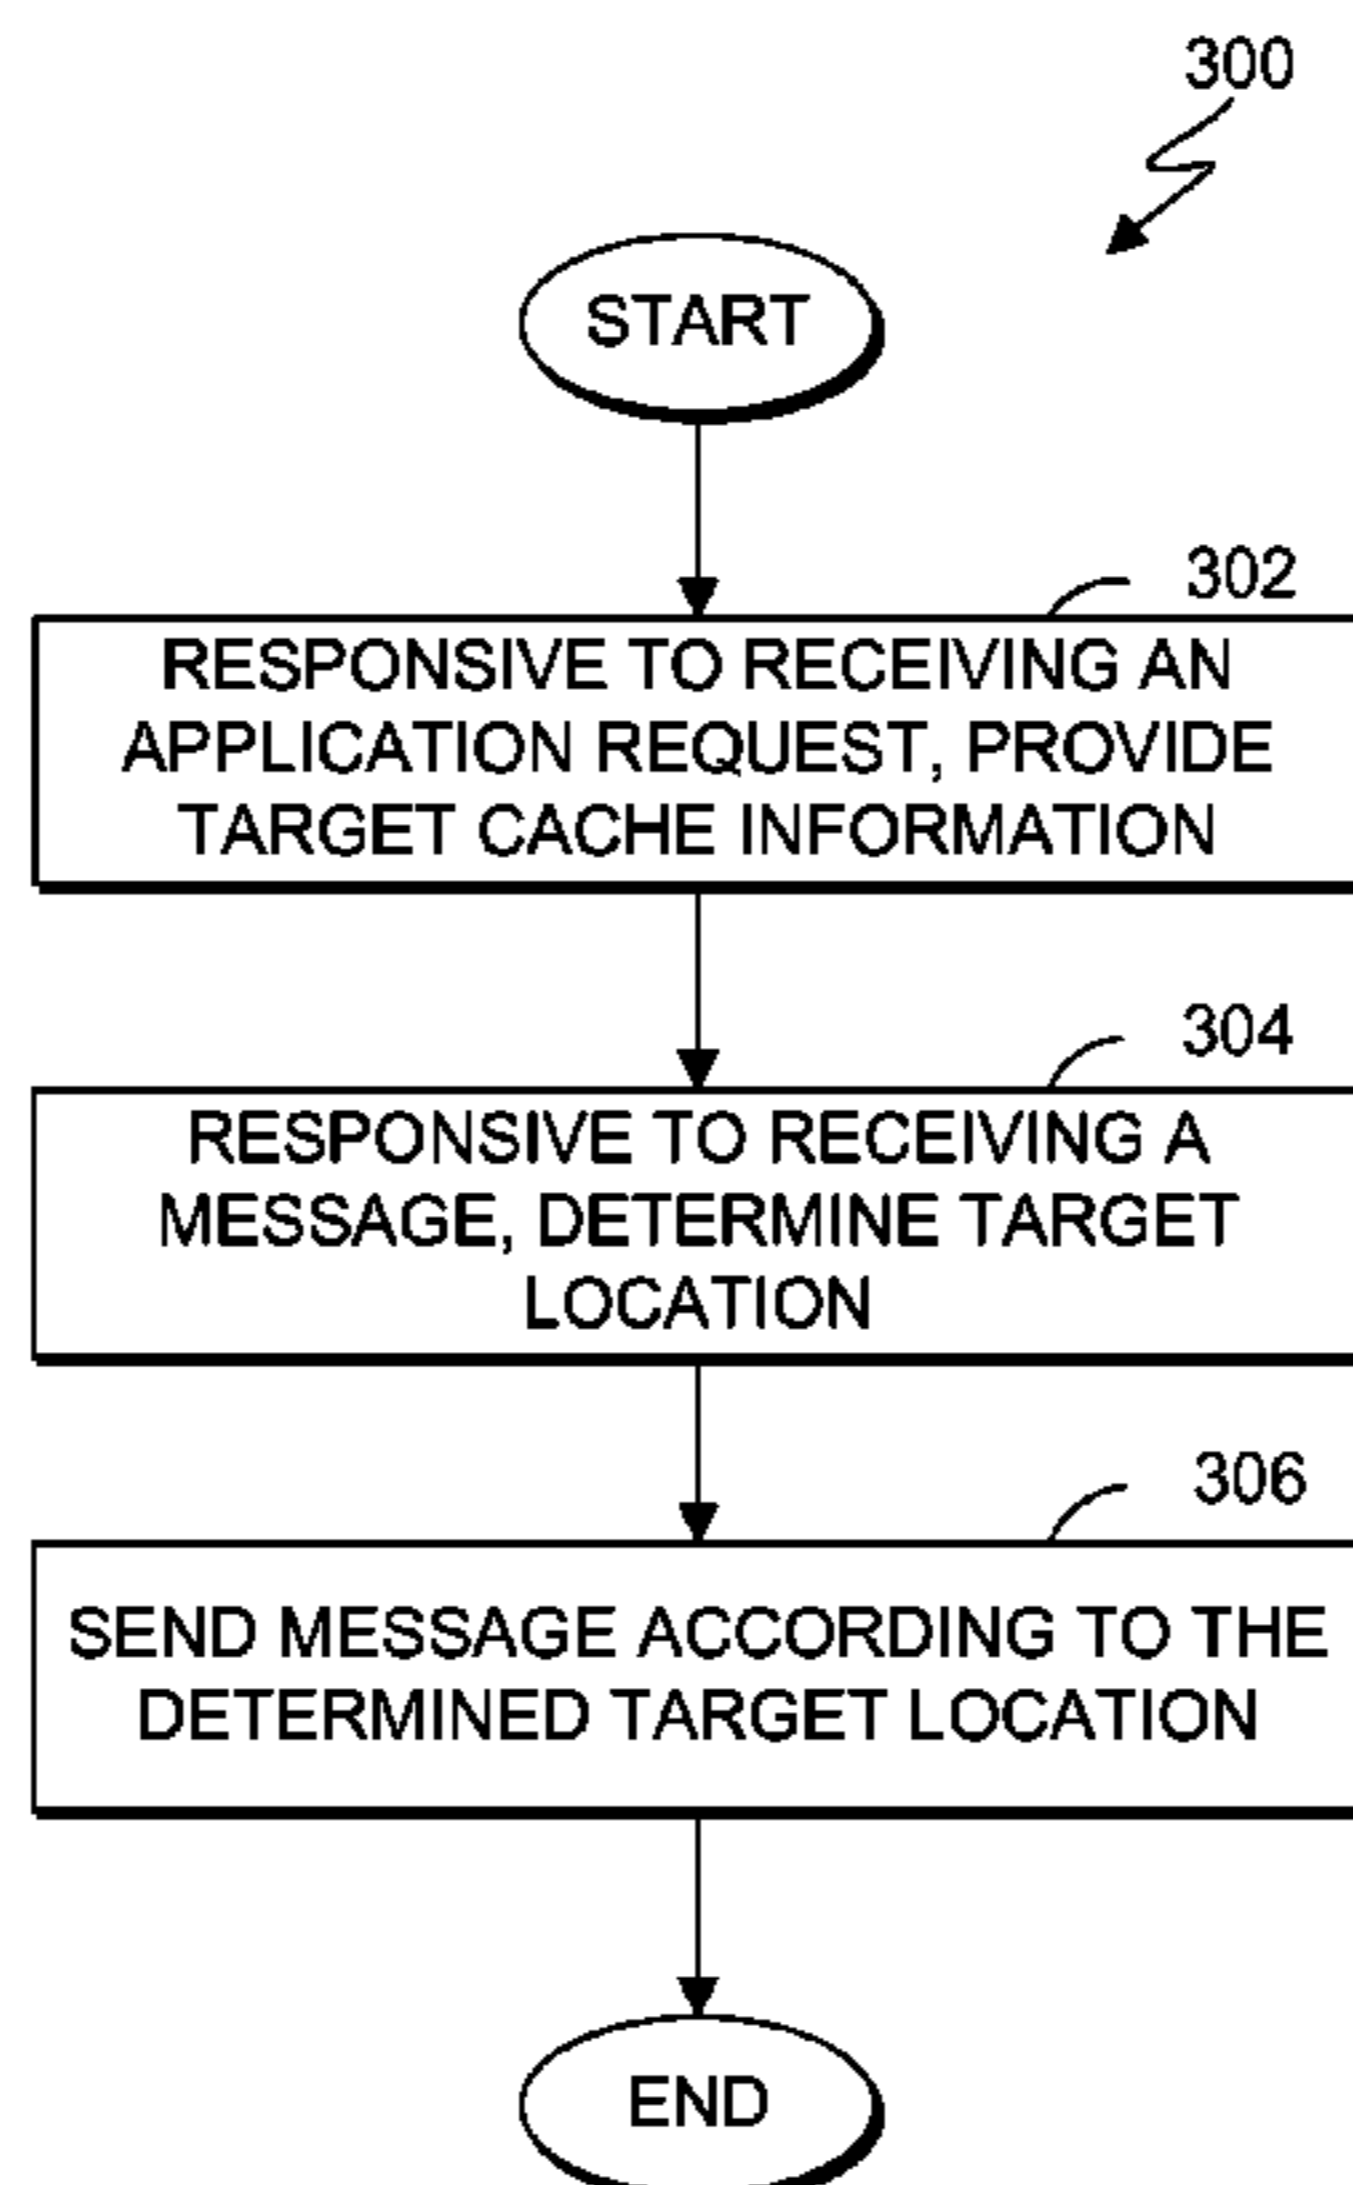 300
START
302
RESPONSIVE TO RECEIVING AN
APPLICATION REQUEST, PROVIDE
TARGET CACHE INFORMATION
304
RESPONSIVE TO RECEIVING A
MESSAGE, DETERMINE TARGET
LOCATION
306
SEND MESSAGE ACCORDING TO THE
DETERMINED TARGET LOCATION
END